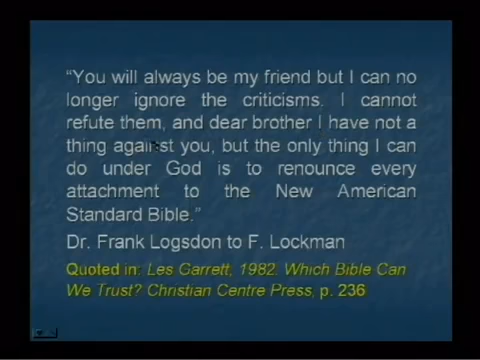 “You will always be my friend but I can no
longer ignore the criticisms. I cannot
refute them, and dear brother I have not a
thing against you, but the only thing I can
do under God is to renounce every
attachment to the New American
Standard Bible.”
Dr. Frank Logsdon to F. Lockman
Quoted in: Les Garrett, 1982. Which Bible Can
We Trust? Christian Centre Press, p. 236